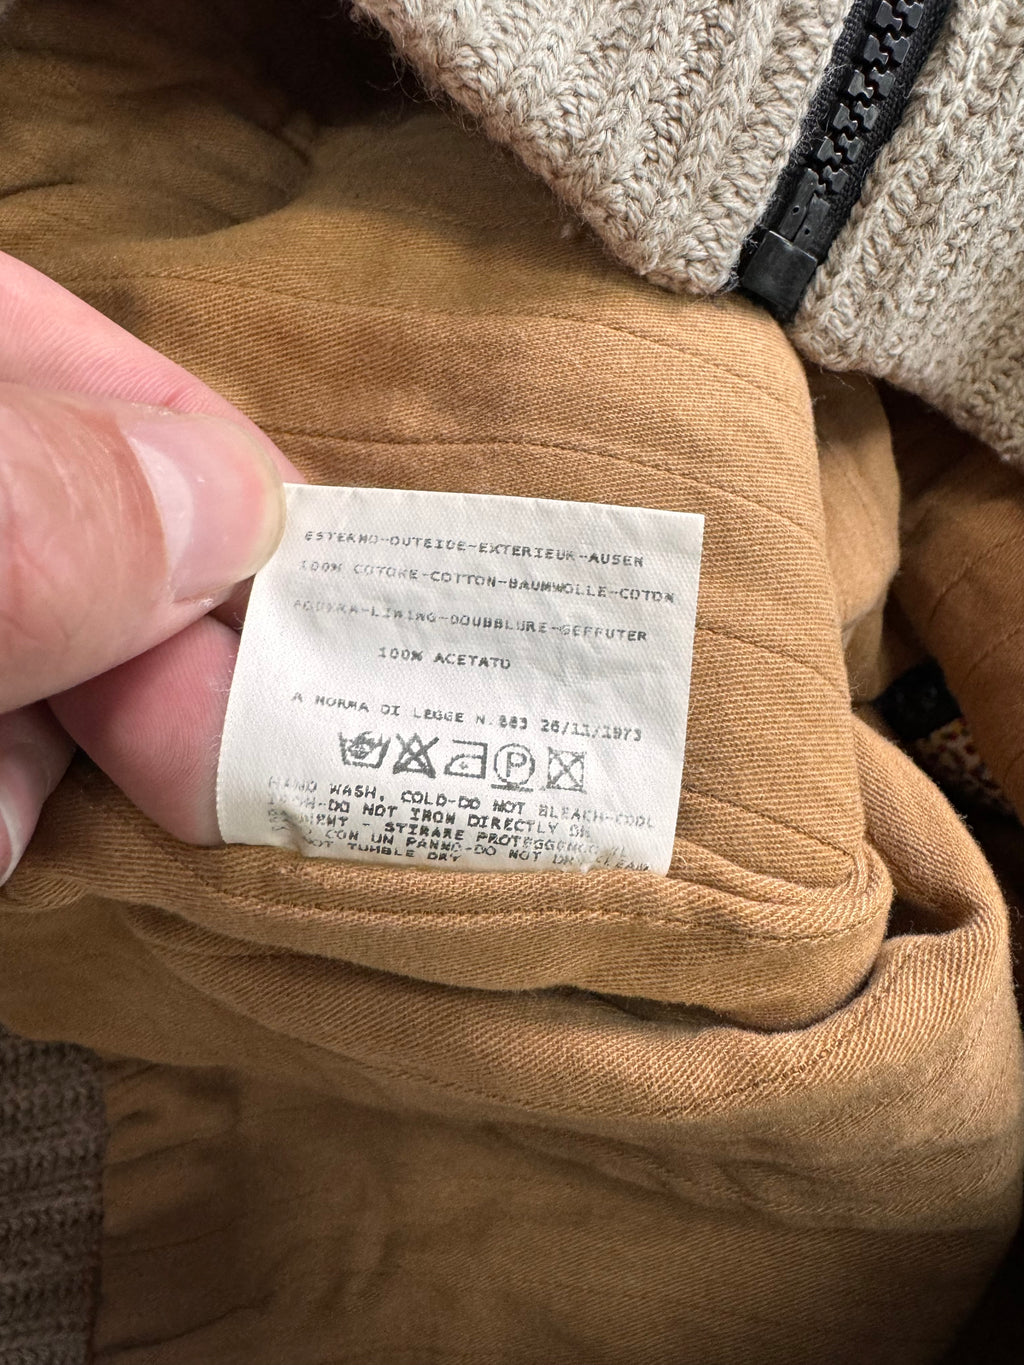 ESTERNO-OUTEIDE-EXTERIEUR-AUSEN
100% COTONE-COTTON-BAUMWOLLE-COTON
FODERA-LINING-DOUBBLURE-GEFFUTER
100% ACETATO
A NORMA DI LEGGE N.883 26/11/1973
P
HAND WASH, COLD-DO NOT BLEACH-COOL
IRON-DO NOT IRON DIRECTLY ON
- STIRARE PROTEGGENDO
CON UN PANNO-DO NOT DRY CLEAN
NOT TUMBLE DRY